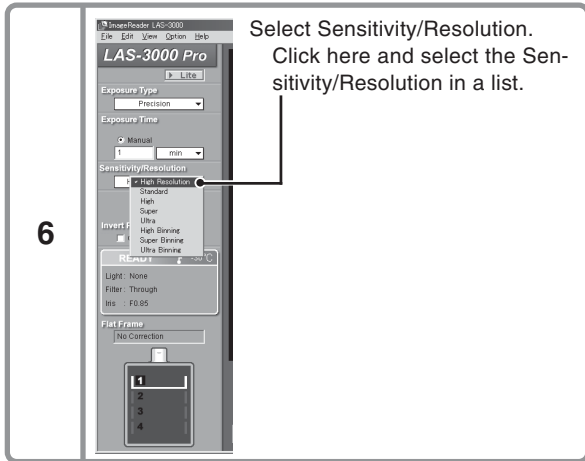 6
ImageReader LAS-3000
File Edit View Option Help
LAS-3000 Pro
Lite
Exposure Type
Precision
Exposure Time
Manual
1 min
Sensitivity/Resolution
High Resolution
Standard
High
Super
Ultra
High Binning
Super Binning
Ultra Binning
READY -30°C
Light: None
Filter: Through
Iris : F0.85
Flat Frame
No Correction
1
2
3
4
Select Sensitivity/Resolution.
Click here and select the Sen-
sitivity/Resolution in a list.